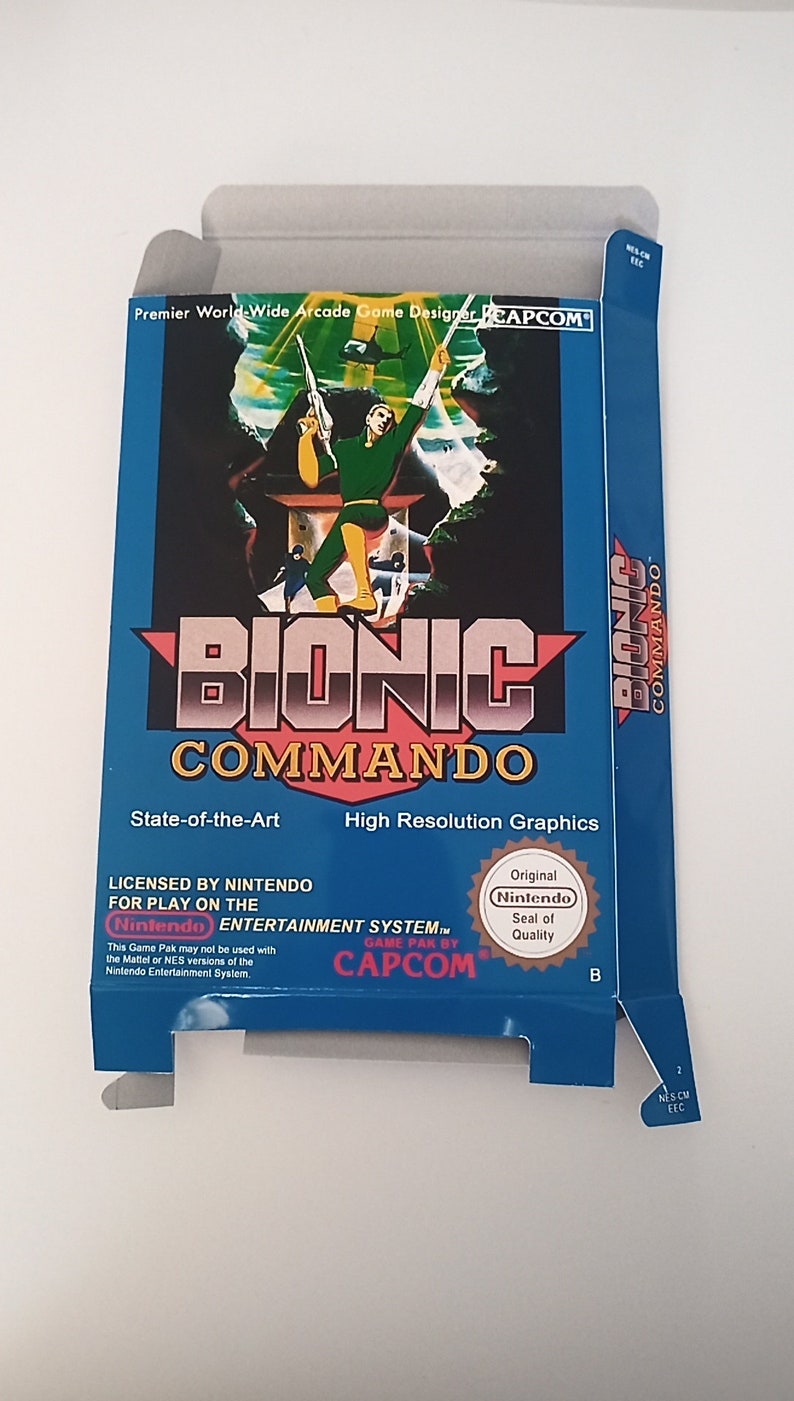 NES-CM
EEC
Premier World-Wide Arcade Game Designer CAPCOM®
BIONIC
COMMANDO
BIONIC
COMMANDO™
State-of-the-Art High Resolution Graphics
LICENSED BY NINTENDO
FOR PLAY ON THE
Nintendo ENTERTAINMENT SYSTEM™
This Game Pak may not be used with
the Mattel or NES versions of the
Nintendo Entertainment System.
GAME PAK BY
CAPCOM®
Original
Nintendo
Seal of
Quality
B
2
NES CM
EEC